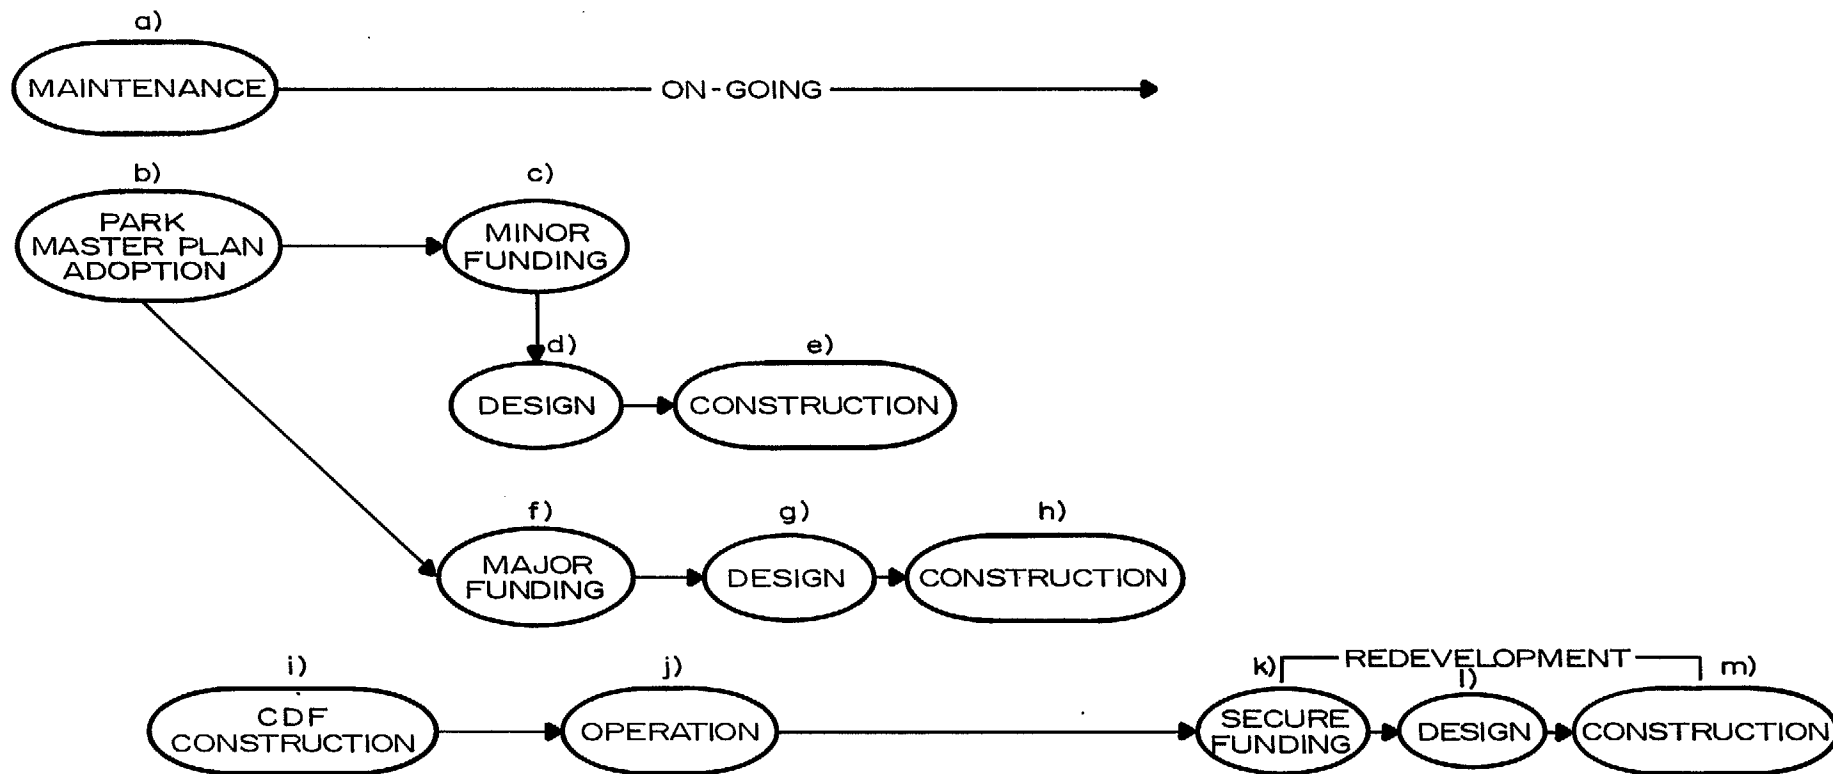 a)
MAINTENANCE
ON-GOING
b)
PARK
MASTER PLAN
ADOPTION
c)
MINOR
FUNDING
d)
DESIGN
e)
CONSTRUCTION
f)
MAJOR
FUNDING
g)
DESIGN
h)
CONSTRUCTION
i)
CDF
CONSTRUCTION
j)
OPERATION
REDEVELOPMENT
k)
SECURE
FUNDING
l)
DESIGN
m)
CONSTRUCTION